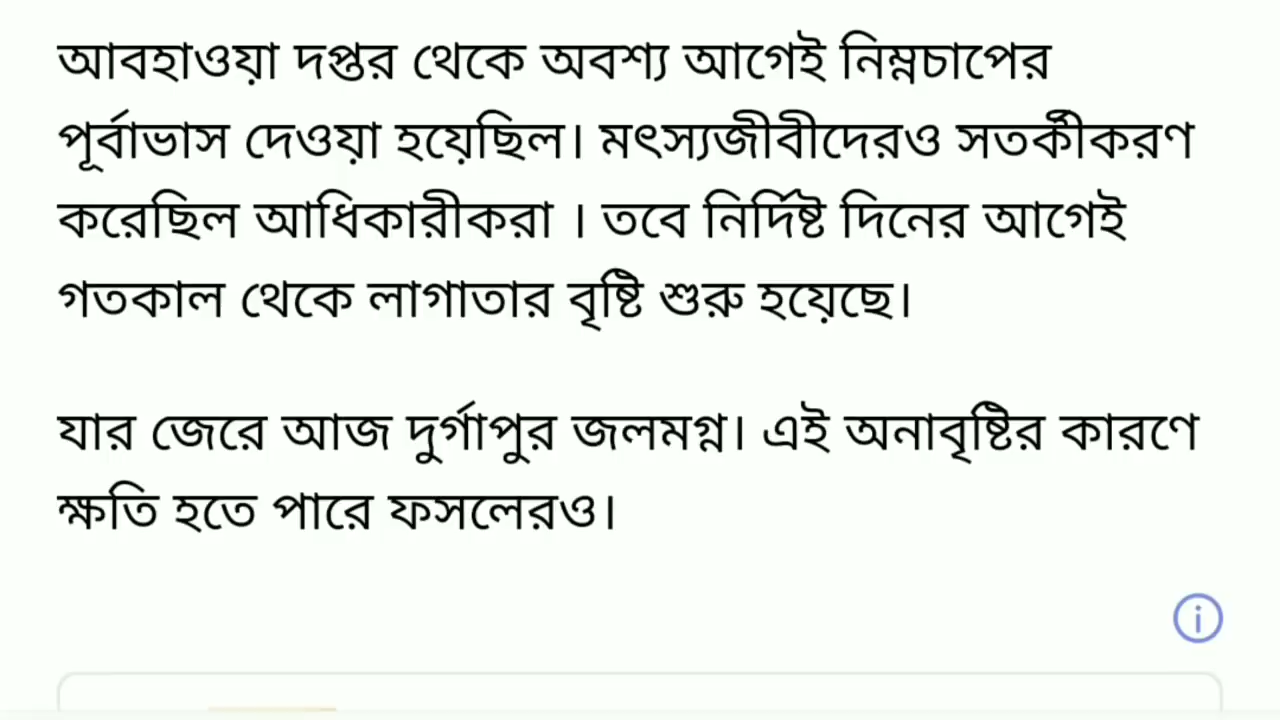 আবহাওয়া দপ্তর থেকে অবশ্য আগেই নিম্নচাপের
পূর্বাভাস দেওয়া হয়েছিল। মৎস্যজীবীদেরও সতর্কীকরণ
করেছিল আধিকারীকরা । তবে নির্দিষ্ট দিনের আগেই
গতকাল থেকে লাগাতার বৃষ্টি শুরু হয়েছে।
যার জেরে আজ দুর্গাপুর জলমগ্ন। এই অনাবৃষ্টির কারণে
ক্ষতি হতে পারে ফসলেরও।